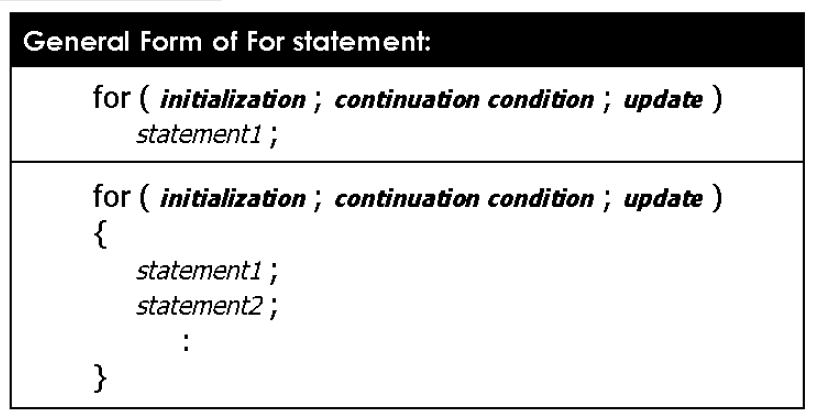 General Form of For statement:
for ( initialization ; continuation condition ; update )
statement1 ;
for ( initialization ; continuation condition ; update )
{
statement1 ;
statement2 ;
:
}